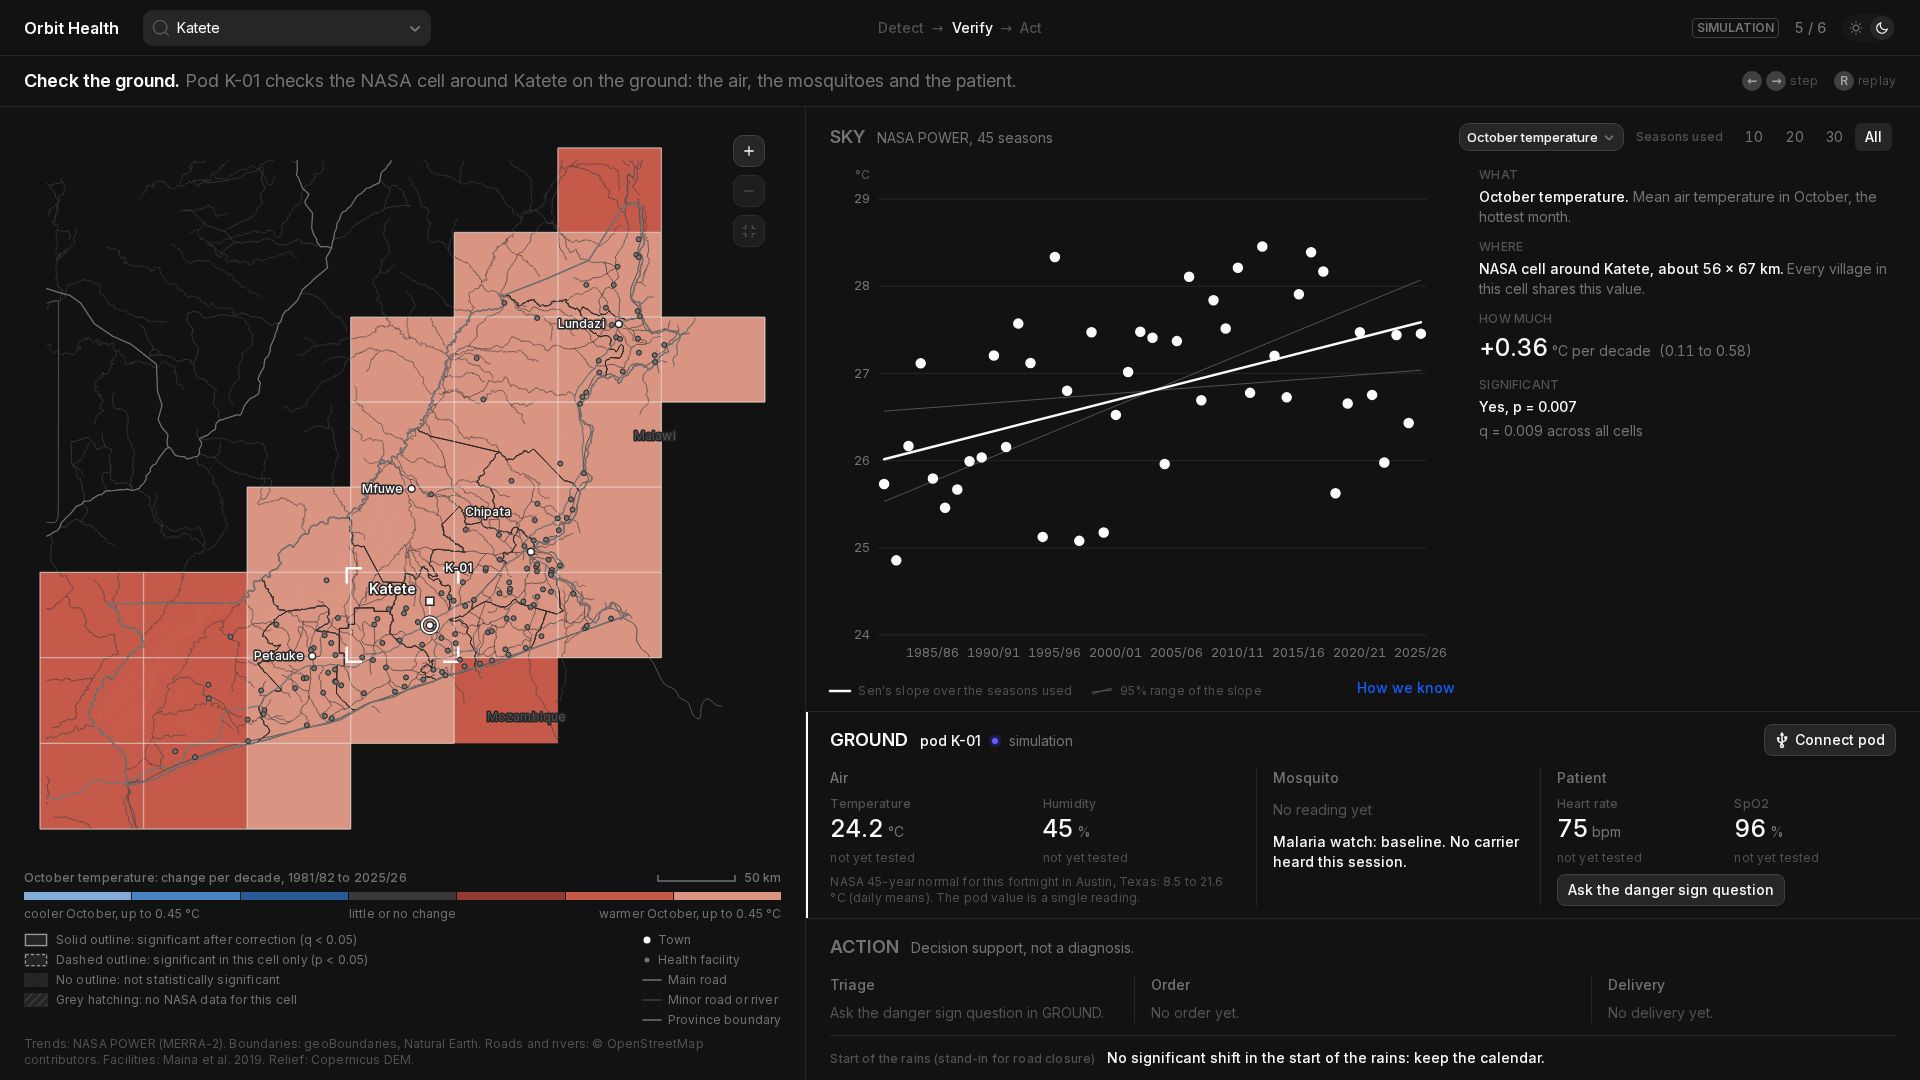 Orbit Health
Katete
Detect → Verify → Act
SIMULATION
5 / 6
Check the ground. Pod K-01 checks the NASA cell around Katete on the ground: the air, the mosquitoes and the patient.
← → step R replay
+
−
Lundazi
Malawi
Mfuwe
Chipata
K-01
Katete
Petauke
Mozambique
October temperature: change per decade, 1981/82 to 2025/26
50 km
cooler October, up to 0.45 °C
little or no change
warmer October, up to 0.45 °C
Solid outline: significant after correction (q < 0.05)
Dashed outline: significant in this cell only (p < 0.05)
No outline: not statistically significant
Grey hatching: no NASA data for this cell
Town
Health facility
Main road
Minor road or river
Province boundary
Trends: NASA POWER (MERRA-2). Boundaries: geoBoundaries, Natural Earth. Roads and rivers: © OpenStreetMap
contributors. Facilities: Maina et al. 2019. Relief: Copernicus DEM.
SKY NASA POWER, 45 seasons
October temperature
Seasons used 10 20 30 All
°C
29
28
27
26
25
24
1985/86 1990/91 1995/96 2000/01 2005/06 2010/11 2015/16 2020/21 2025/26
Sen's slope over the seasons used
95% range of the slope
How we know
WHAT
October temperature. Mean air temperature in October, the
hottest month.
WHERE
NASA cell around Katete, about 56 × 67 km. Every village in
this cell shares this value.
HOW MUCH
+0.36 °C per decade (0.11 to 0.58)
SIGNIFICANT
Yes, p = 0.007
q = 0.009 across all cells
GROUND pod K-01 simulation
Connect pod
Air
Temperature
24.2 °C
not yet tested
Humidity
45 %
not yet tested
NASA 45-year normal for this fortnight in Austin, Texas: 8.5 to 21.6
°C (daily means). The pod value is a single reading.
Mosquito
No reading yet
Malaria watch: baseline. No carrier
heard this session.
Patient
Heart rate
75 bpm
not yet tested
SpO2
96 %
not yet tested
Ask the danger sign question
ACTION Decision support, not a diagnosis.
Triage
Ask the danger sign question in GROUND.
Order
No order yet.
Delivery
No delivery yet.
Start of the rains (stand-in for road closure) No significant shift in the start of the rains: keep the calendar.